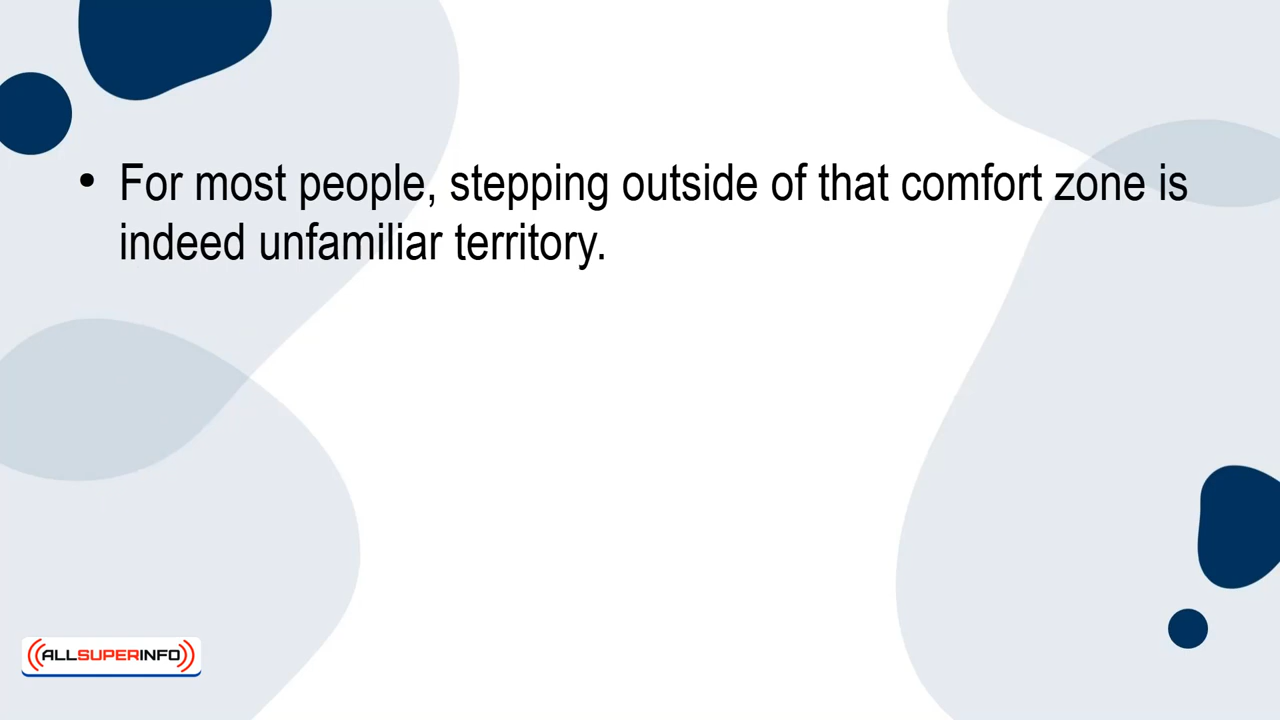 • For most people, stepping outside of that comfort zone is
indeed unfamiliar territory.
ALLSUPERINFO